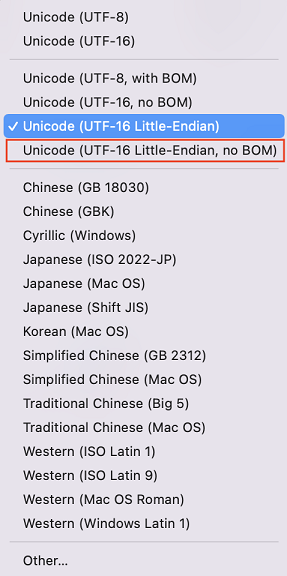 Unicode (UTF-8)
Unicode (UTF-16)
Unicode (UTF-8, with BOM)
Unicode (UTF-16, no BOM)
✓ Unicode (UTF-16 Little-Endian)
Unicode (UTF-16 Little-Endian, no BOM)
Chinese (GB 18030)
Chinese (GBK)
Cyrillic (Windows)
Japanese (ISO 2022-JP)
Japanese (Mac OS)
Japanese (Shift JIS)
Korean (Mac OS)
Simplified Chinese (GB 2312)
Simplified Chinese (Mac OS)
Traditional Chinese (Big 5)
Traditional Chinese (Mac OS)
Western (ISO Latin 1)
Western (ISO Latin 9)
Western (Mac OS Roman)
Western (Windows Latin 1)
Other...